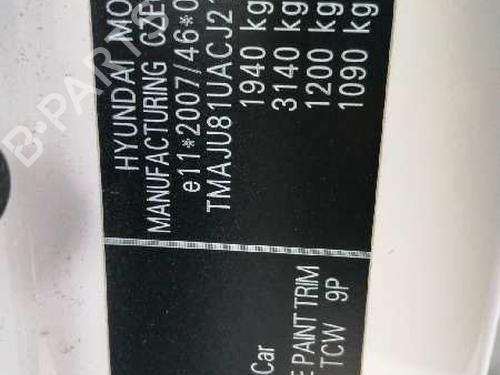 HYUNDAI MO
MANUFACTURING CZE
e11*2007/46*0
TMAJU81UACJ2
1940 kg
3140 kg
1200 kg
1090 kg
Car
E PAINT TRIM
TCW 9P
B-PARTS